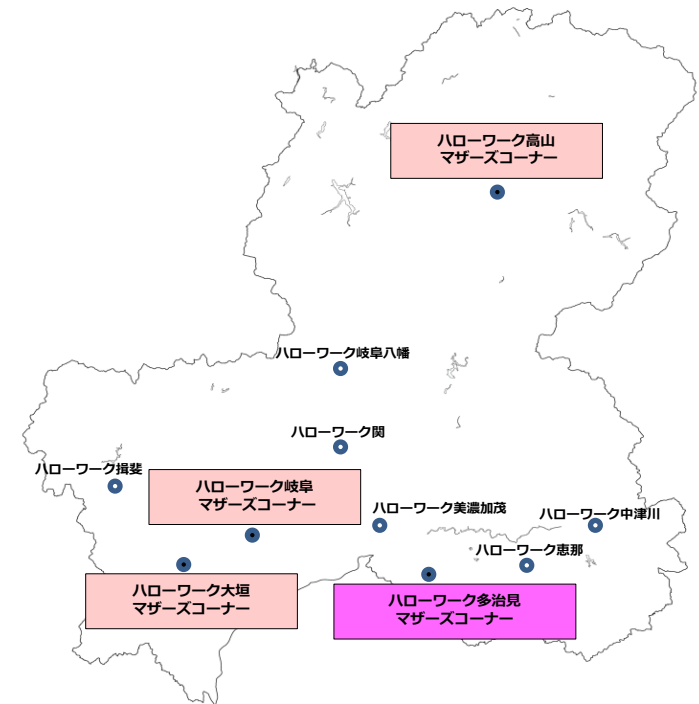 ハローワーク高山
マザーズコーナー
ハローワーク岐阜八幡
ハローワーク関
ハローワーク揖斐
ハローワーク岐阜
マザーズコーナー
ハローワーク美濃加茂
ハローワーク中津川
ハローワーク恵那
ハローワーク大垣
マザーズコーナー
ハローワーク多治見
マザーズコーナー